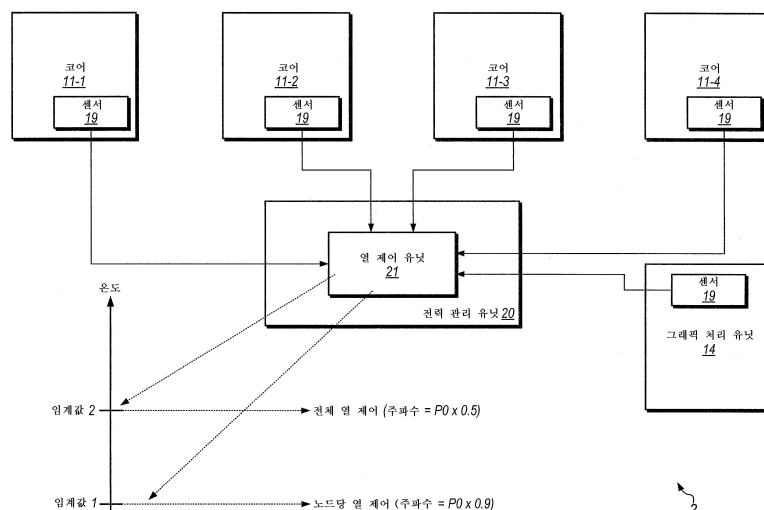 코어
11-1
센서
19
코어
11-2
센서
19
코어
11-3
센서
19
코어
11-4
센서
19
열 제어 유닛
21
전력 관리 유닛 20
센서
19
그래픽 처리 유닛
14
온도
임계값 2
전체 열 제어 (주파수 = P0 x 0.5)
임계값 1
노드당 열 제어 (주파수 = P0 x 0.9)